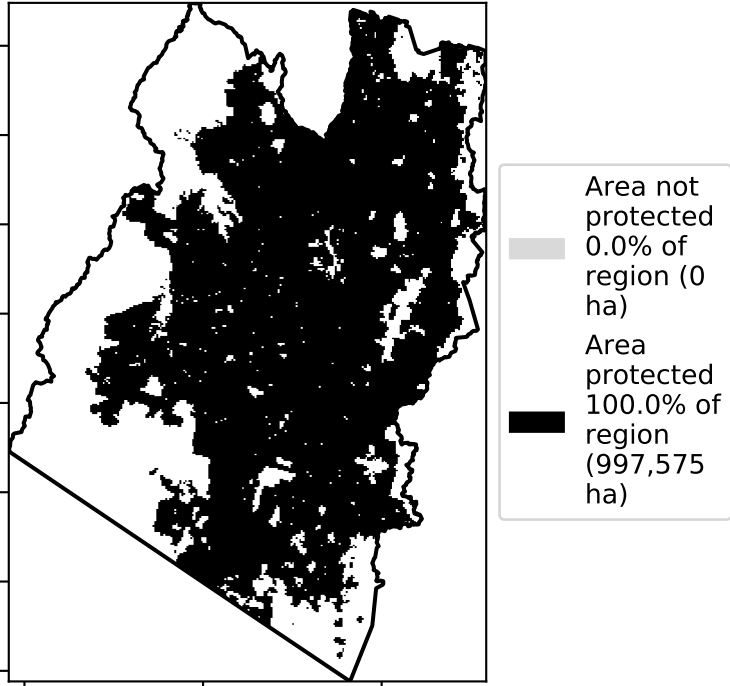 Area not
protected
0.0% of
region (0
ha)
Area
protected
100.0% of
region
(997,575
ha)